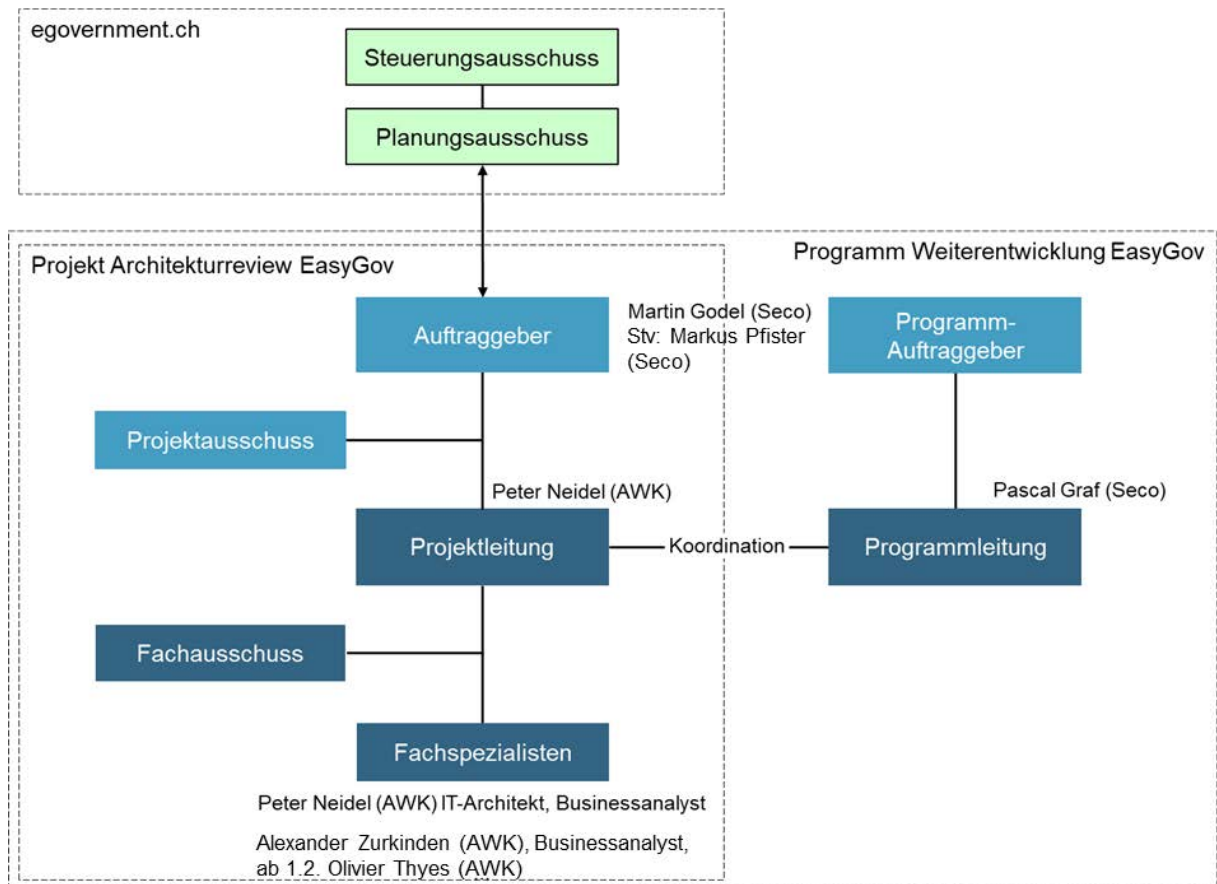 egovernment.ch
Steuerungsausschuss
Planungsausschuss
Projekt Architekturreview EasyGov
Programm Weiterentwicklung EasyGov
Auftraggeber
Martin Godel (Seco)
Stv: Markus Pfister
(Seco)
Programm-
Auftraggeber
Projektausschuss
Peter Neidel (AWK)
Pascal Graf (Seco)
Projektleitung
Koordination
Programmleitung
Fachausschuss
Fachspezialisten
Peter Neidel (AWK) IT-Architekt, Businessanalyst
Alexander Zurkinden (AWK), Businessanalyst,
ab 1.2. Olivier Thyes (AWK)